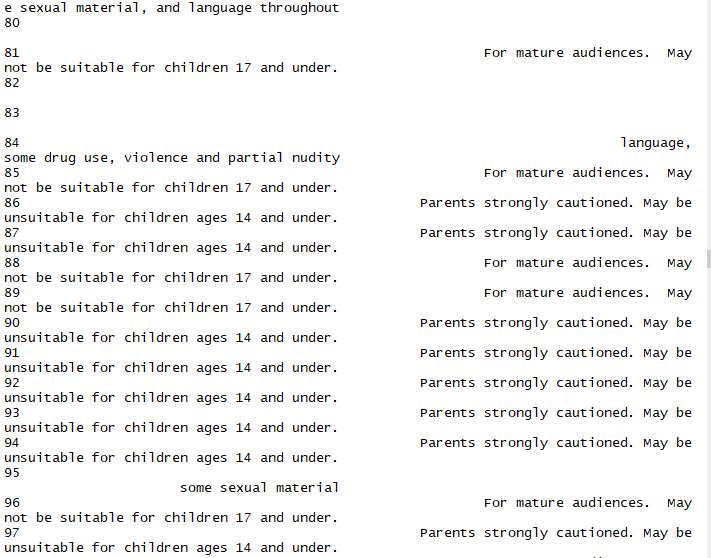 e sexual material, and language throughout
80
81 For mature audiences.  May
not be suitable for children 17 and under.
82
83
84 language,
some drug use, violence and partial nudity
85 For mature audiences.  May
not be suitable for children 17 and under.
86 Parents strongly cautioned. May be
unsuitable for children ages 14 and under.
87 Parents strongly cautioned. May be
unsuitable for children ages 14 and under.
88 For mature audiences.  May
not be suitable for children 17 and under.
89 For mature audiences.  May
not be suitable for children 17 and under.
90 Parents strongly cautioned. May be
unsuitable for children ages 14 and under.
91 Parents strongly cautioned. May be
unsuitable for children ages 14 and under.
92 Parents strongly cautioned. May be
unsuitable for children ages 14 and under.
93 Parents strongly cautioned. May be
unsuitable for children ages 14 and under.
94 Parents strongly cautioned. May be
unsuitable for children ages 14 and under.
95
some sexual material
96 For mature audiences.  May
not be suitable for children 17 and under.
97 Parents strongly cautioned. May be
unsuitable for children ages 14 and under.